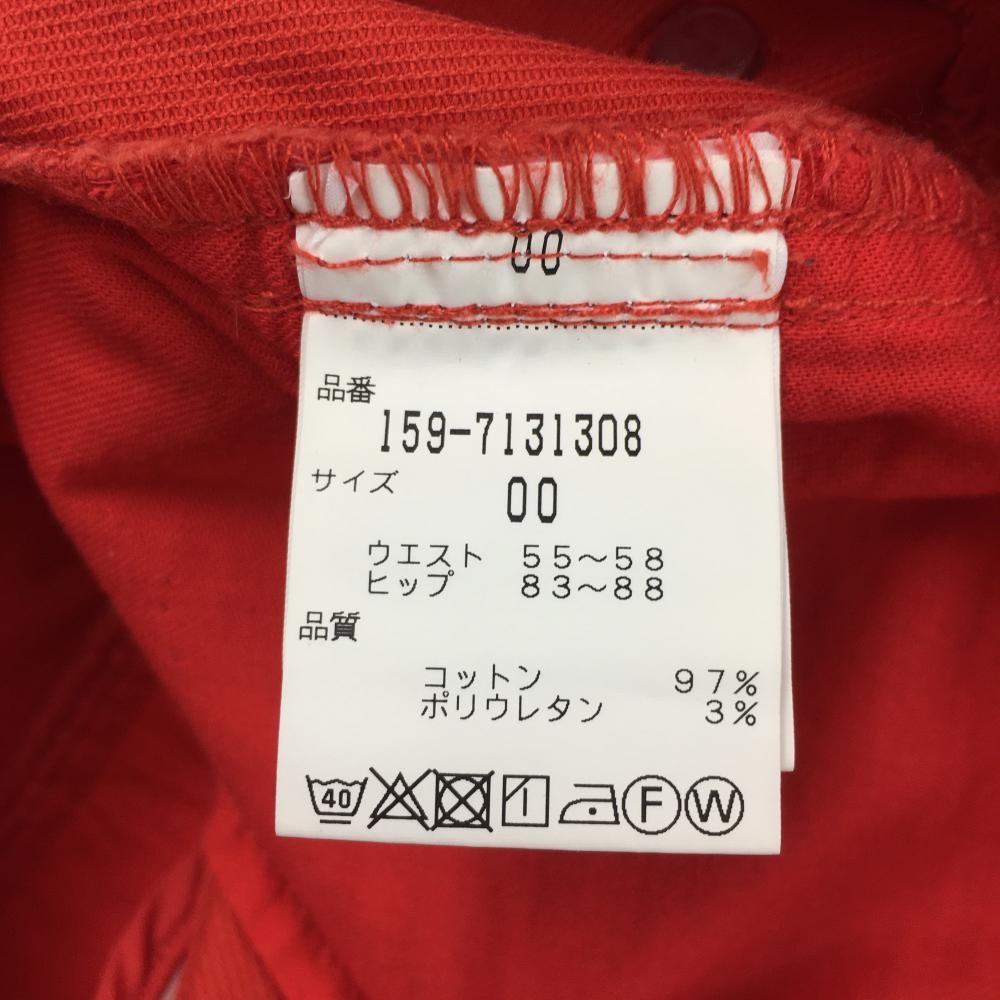 00
品番
159-7131308
サイズ
00
ウエスト 55〜58
ヒップ 83〜88
品質
コットン 97%
ポリウレタン 3%
40 F W